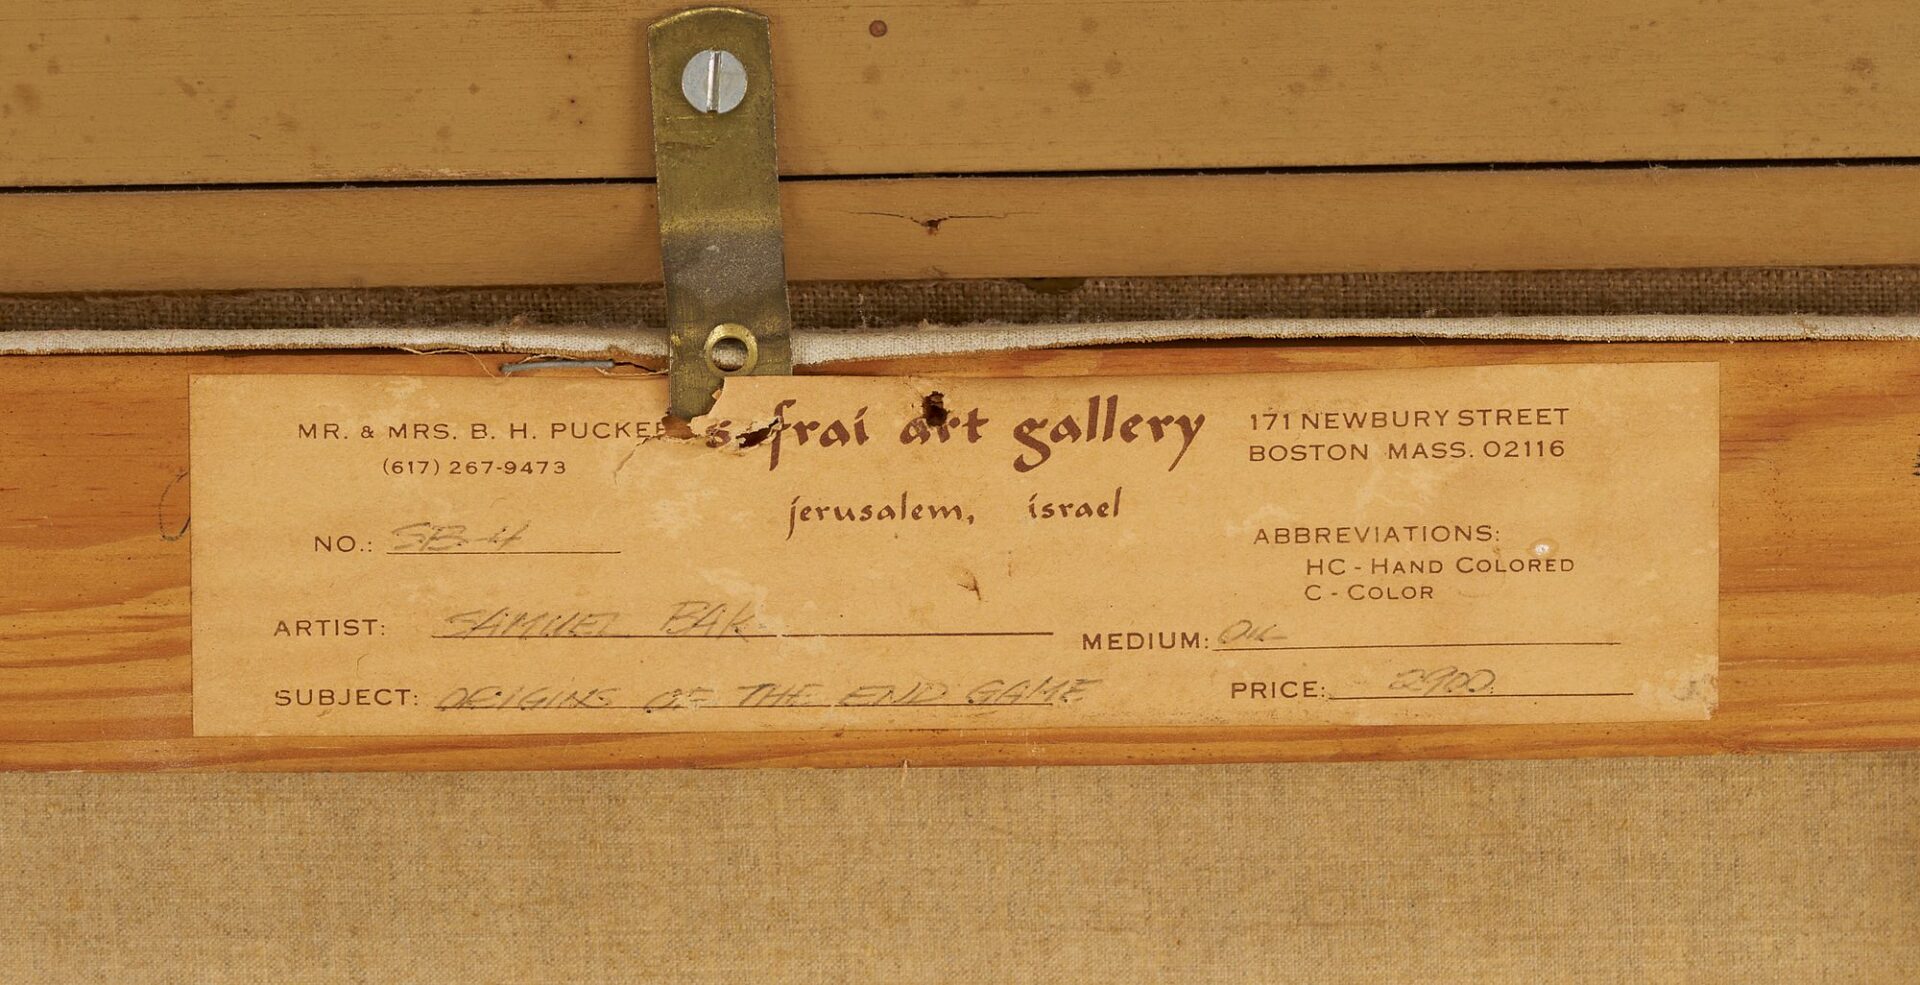 MR. & MRS. B. H. PUCKER
(617) 267-9473
safrai art gallery
jerusalem, israel
171 NEWBURY STREET
BOSTON MASS. 02116
NO.: SB-4
ABBREVIATIONS:
HC - HAND COLORED
C - COLOR
ARTIST: SAMUEL BAK
MEDIUM: OIL
SUBJECT: ORIGINS OF THE END GAME
PRICE: 2900